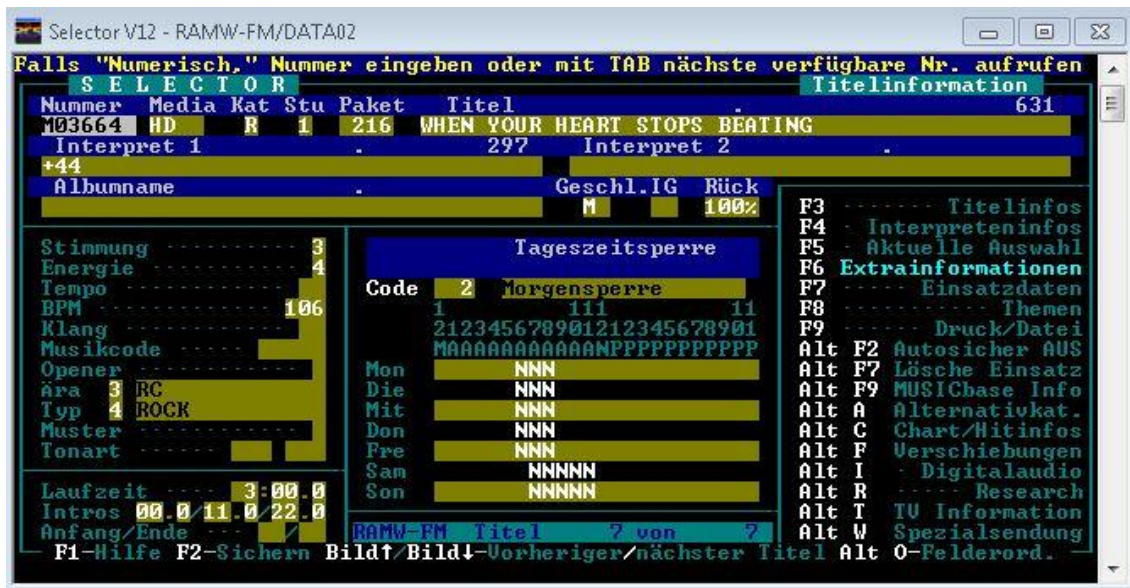 Selector V12 - RAMW-FM/DATA02
Falls "Numerisch," Nummer eingeben oder mit TAB nächste verfügbare Nr. aufrufen
S E L E C T O R Titelinformation
Nummer Media Kat Stu Paket Titel . 631
M03664 HD R 1 216 WHEN YOUR HEART STOPS BEATING
Interpret 1 . 297 Interpret 2 .
+44
Albumname . Geschl.IG Rück
M 100%
Stimmung ----------- 3
Energie ------------ 4
Tempo ------------
BPM ------------ 106
Klang ------------
Musikcode -----
Opener ------------
Ära 3 RC
Typ 4 ROCK
Muster ------------
Tonart ------
Laufzeit ---- 3:00.0
Intros 00.0/11.0/22.0
Anfang/Ende --- /
Tageszeitsperre
Code 2 Morgensperre
1 111 11
212345678901212345678901
MAAAAAAAAAAANPPPPPPPPPPP
Mon NNN
Die NNN
Mit NNN
Don NNN
Fre NNN
Sam NNNNN
Son NNNNN
RAMW-FM Titel 7 von 7
F3 ------- Titelinfos
F4 - Interpreteninfos
F5 - Aktuelle Auswahl
F6 Extrainformationen
F7 ----- Einsatzdaten
F8 ----------- Themen
F9 ------ Druck/Datei
Alt F2 Autosicher AUS
Alt F7 Lösche Einsatz
Alt F9 MUSICbase Info
Alt A Alternativkat.
Alt C Chart/Hitinfos
Alt F Verschiebungen
Alt I - Digitalaudio
Alt R ----- Research
Alt T TV Information
Alt W Spezialsendung
F1-Hilfe F2-Sichern Bild↑/Bild↓-Vorheriger/nächster Titel Alt O-Felderord.